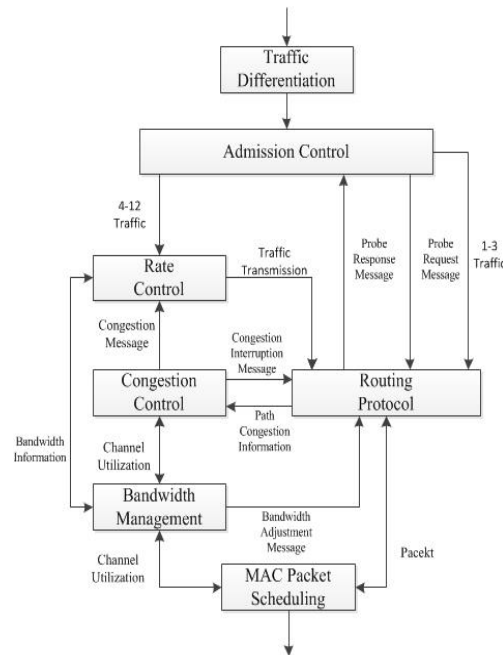 Traffic
Differentiation
Admission Control
4-12
Traffic
Probe
Response
Message
Probe
Request
Message
1-3
Traffic
Traffic
Transmission
Rate
Control
Congestion
Message
Congestion
Interruption
Message
Congestion
Control
Routing
Protocol
Path
Congestion
Information
Bandwidth
Information
Channel
Utilization
Bandwidth
Management
Bandwidth
Adjustment
Message
Channel
Utilization
Pacekt
MAC Packet
Scheduling